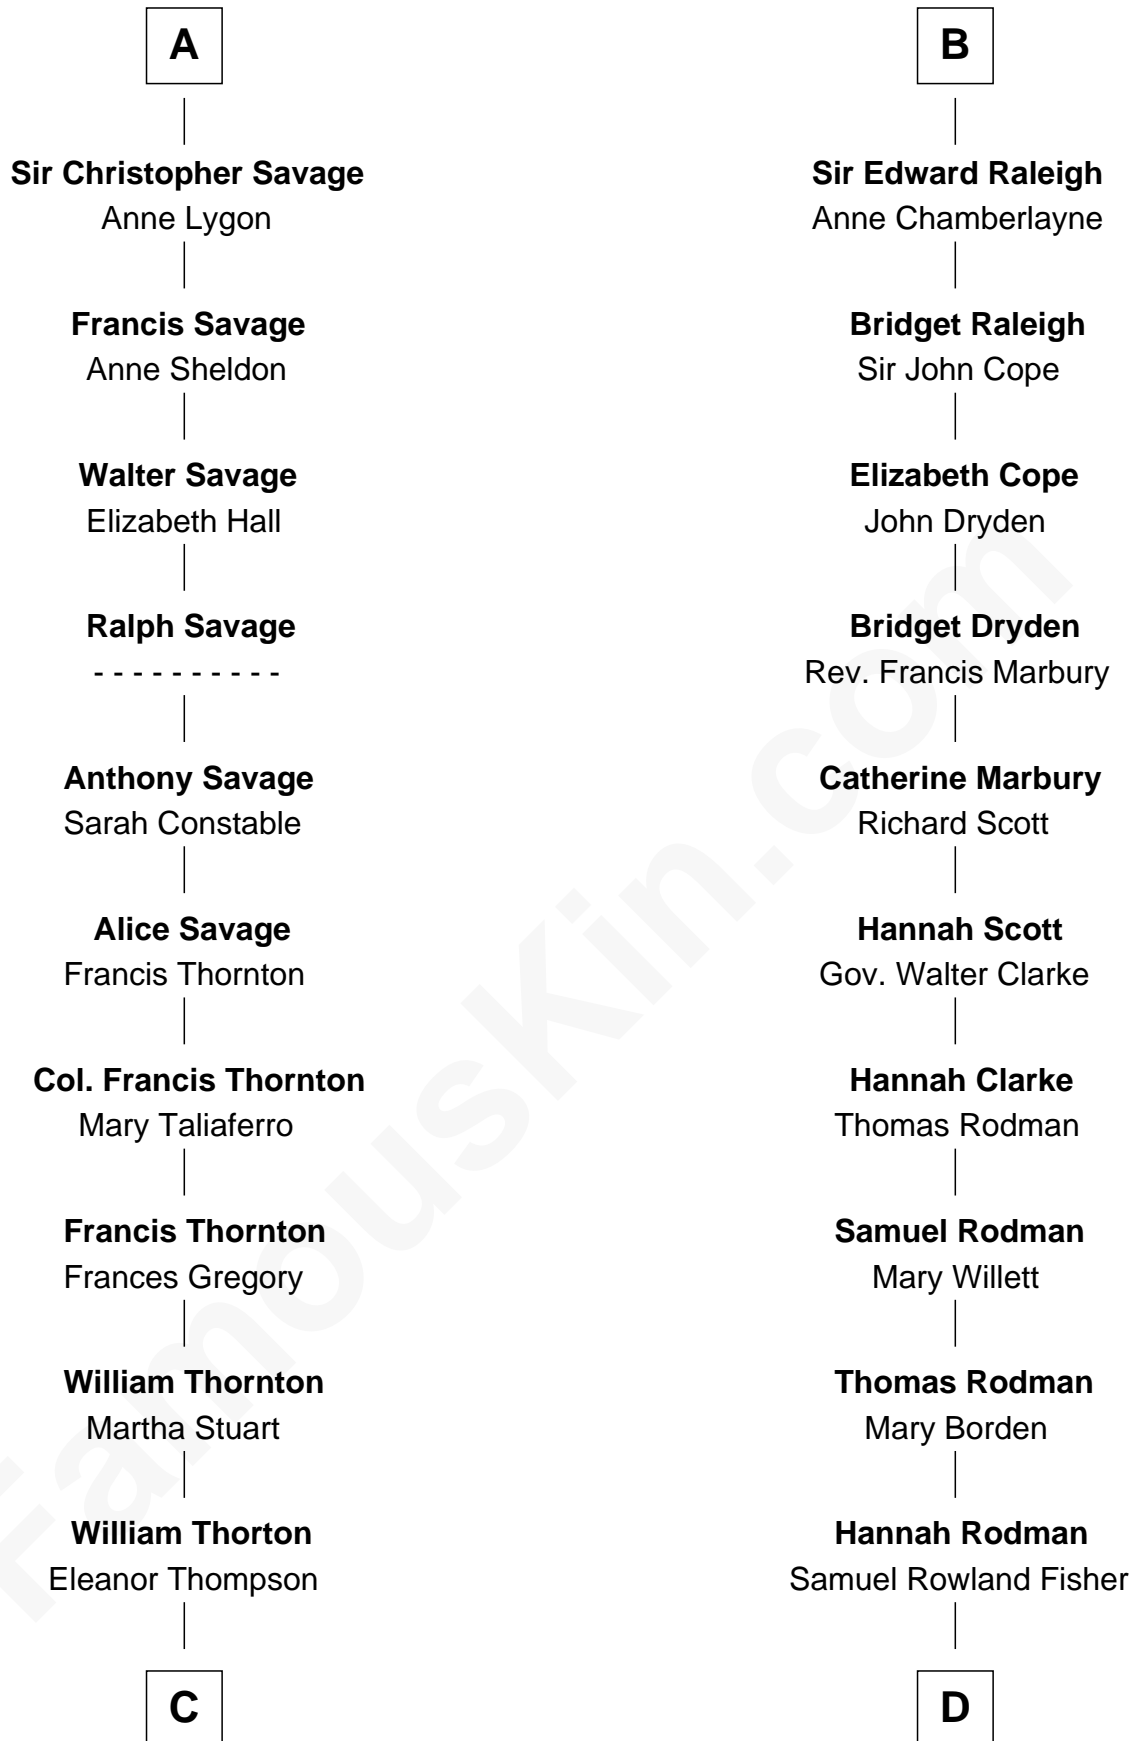 A
Sir Christopher Savage
Anne Lygon
Francis Savage
Anne Sheldon
Walter Savage
Elizabeth Hall
Ralph Savage
- - - - - - - - - -
Anthony Savage
Sarah Constable
Alice Savage
Francis Thornton
Col. Francis Thornton
Mary Taliaferro
Francis Thornton
Frances Gregory
William Thornton
Martha Stuart
William Thorton
Eleanor Thompson
C
B
Sir Edward Raleigh
Anne Chamberlayne
Bridget Raleigh
Sir John Cope
Elizabeth Cope
John Dryden
Bridget Dryden
Rev. Francis Marbury
Catherine Marbury
Richard Scott
Hannah Scott
Gov. Walter Clarke
Hannah Clarke
Thomas Rodman
Samuel Rodman
Mary Willett
Thomas Rodman
Mary Borden
Hannah Rodman
Samuel Rowland Fisher
D
FamousKin.com